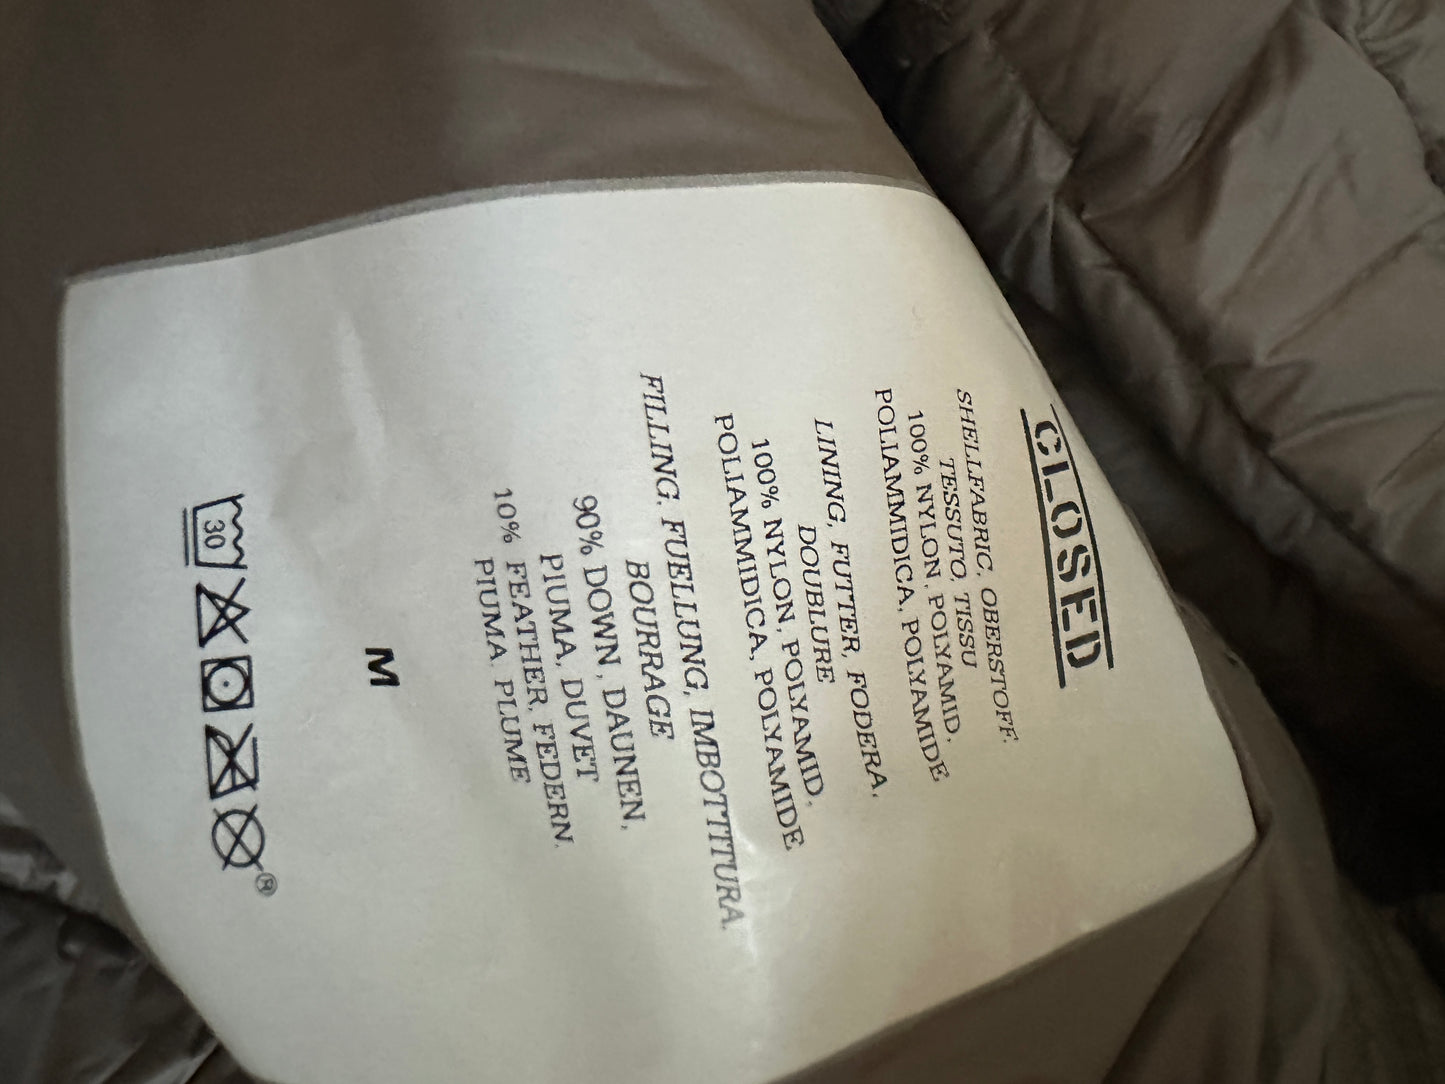 CLOSED
SHELLFABRIC, OBERSTOFF,
TESSUTO, TISSU
100% NYLON, POLYAMID,
POLIAMMIDICA, POLYAMIDE
LINING, FUTTER, FODERA,
DOUBLURE
100% NYLON, POLYAMID,
POLIAMMIDICA, POLYAMIDE
FILLING, FUELLUNG, IMBOTTITURA,
BOURRAGE
90% DOWN, DAUNEN,
PIUMA, DUVET
10% FEATHER, FEDERN,
PIUMA, PLUME
M
30
®